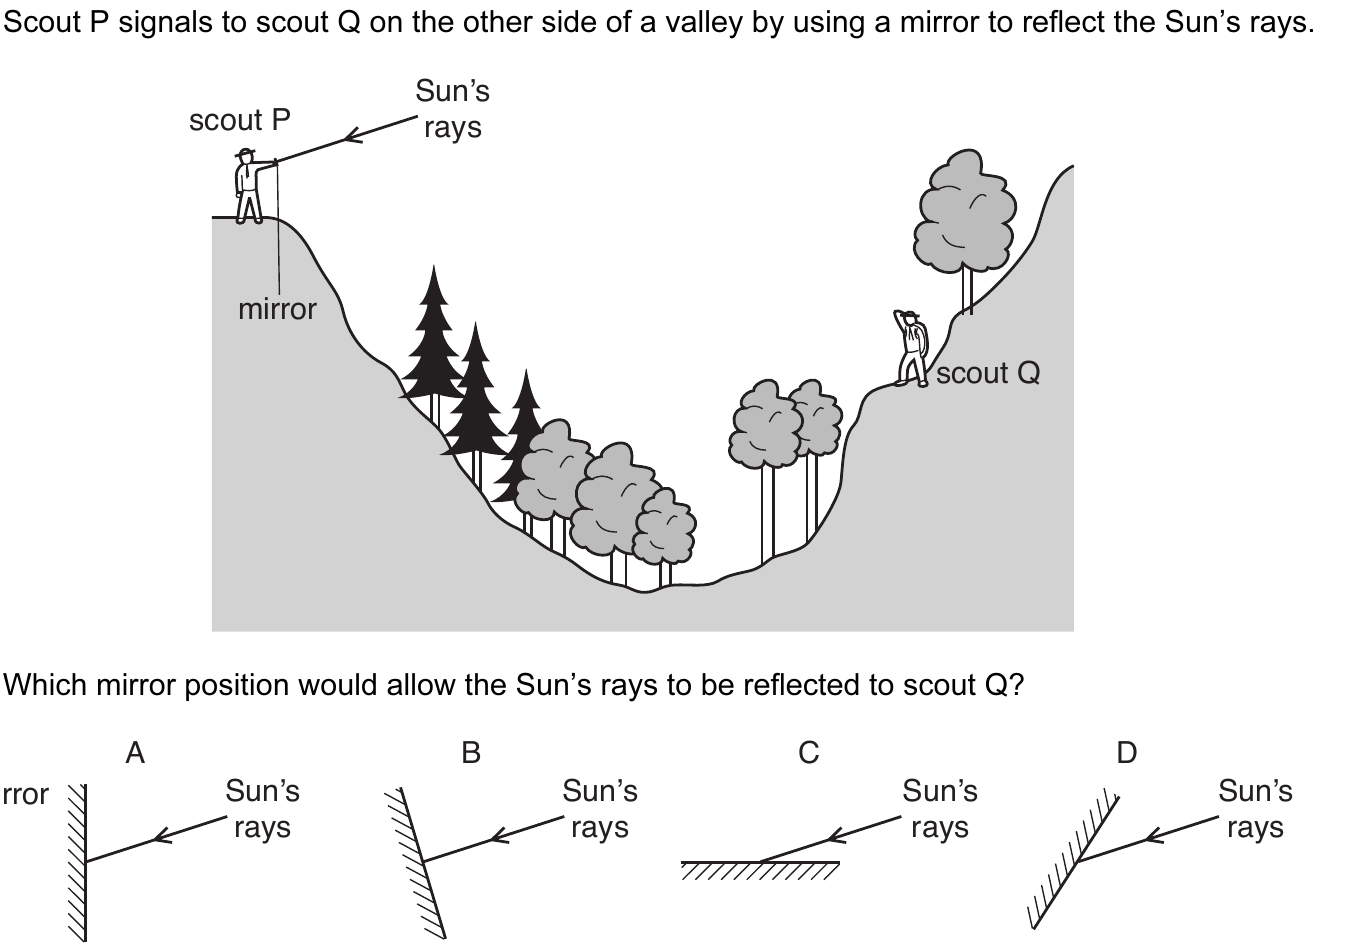 Scout P signals to scout Q on the other side of a valley by using a mirror to reflect the Sun’s rays.
Sun’s
rays
scout P
mirror
scout Q
Which mirror position would allow the Sun’s rays to be reflected to scout Q?
A B C D
rror Sun’s Sun’s Sun’s Sun’s
rays rays rays rays